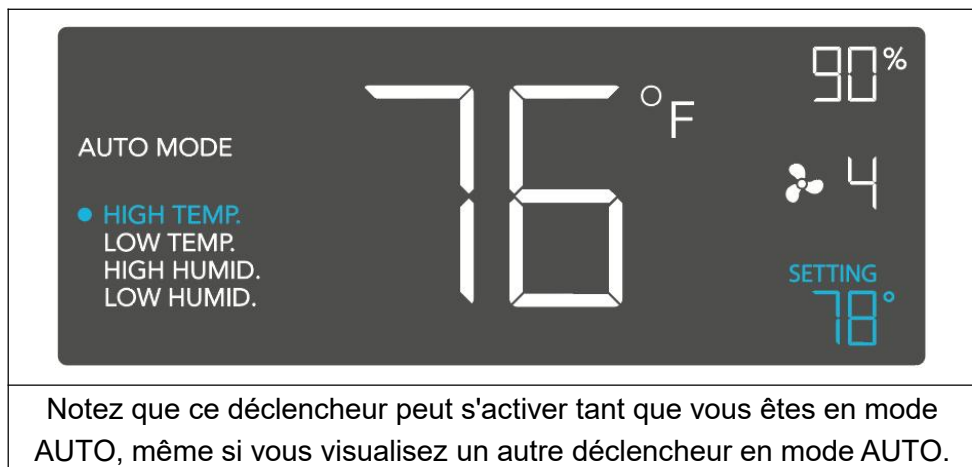 AUTO MODE
• HIGH TEMP.
LOW TEMP.
HIGH HUMID.
LOW HUMID.
76 °F
90%
4
SETTING
78°
Notez que ce déclencheur peut s'activer tant que vous êtes en mode
AUTO, même si vous visualisez un autre déclencheur en mode AUTO.